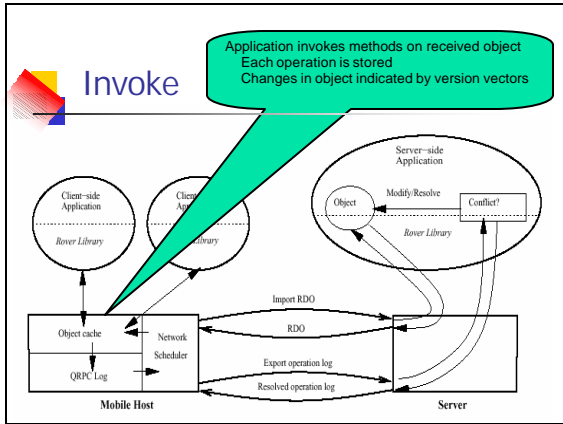 Invoke
Application invokes methods on received object
Each operation is stored
Changes in object indicated by version vectors
Server-side
Application
Modify/Resolve
Object
Conflict?
Rover Library
Client-side
Application
Rover Library
Import RDO
RDO
Object cache
Network
Scheduler
QRPC Log
Export operation log
Resolved operation log
Mobile Host
Server